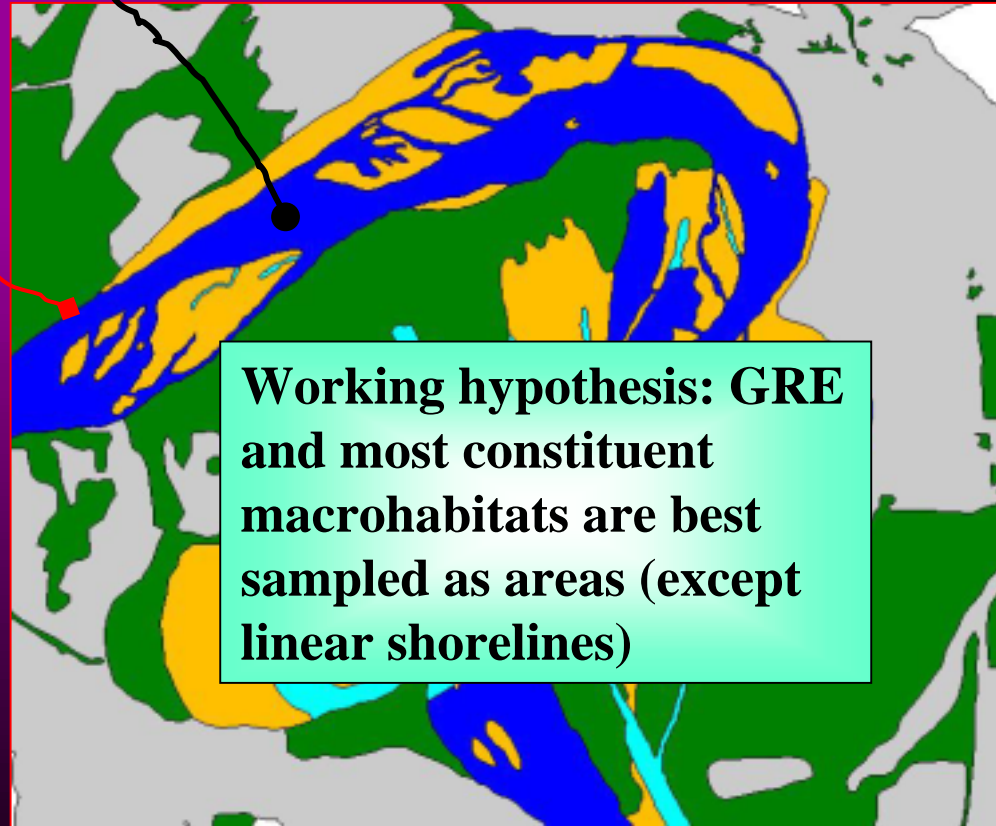 Working hypothesis: GRE
and most constituent
macrohabitats are best
sampled as areas (except
linear shorelines)